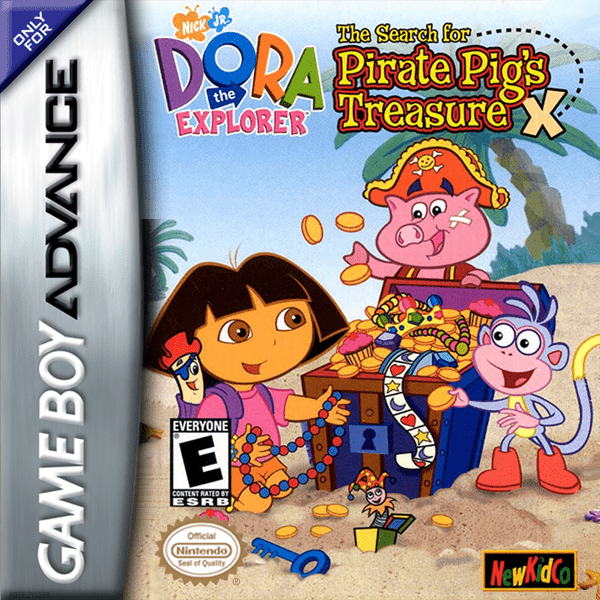 ONLY
FOR
GAME BOY ADVANCE
NICK JR.
DORA
the
EXPLORER
The Search for
Pirate Pig's
Treasure
X
EVERYONE
E
CONTENT RATED BY
ESRB
Official
Nintendo
Seal of Quality
®
NewKidCo